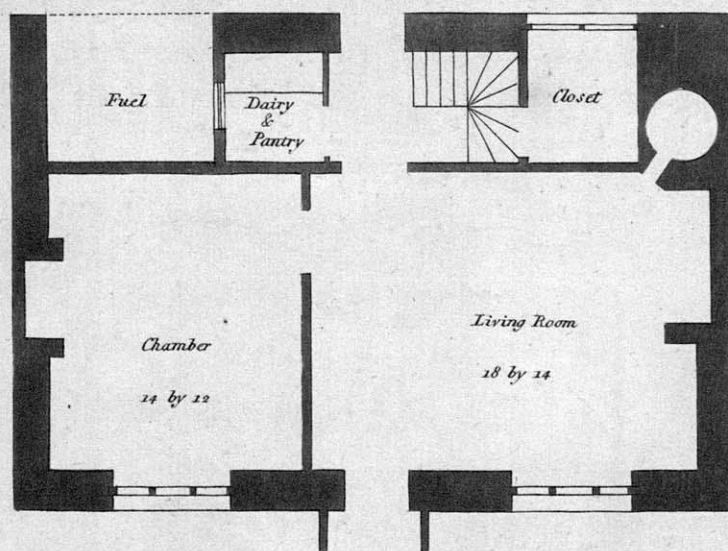 Fuel
Dairy
&
Pantry
Closet
Chamber
14 by 12
Living Room
18 by 14